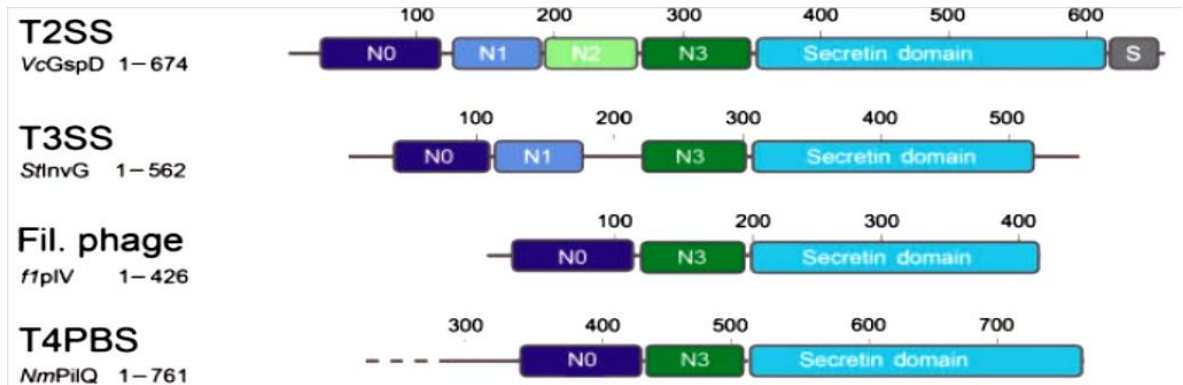 100 200 300 400 500 600
T2SS
N0 N1 N2 N3 Secretin domain S
VcGspD 1–674
100 200 300 400 500
T3SS
N0 N1 N3 Secretin domain
StInvG 1–562
100 200 300 400
Fil. phage
N0 N3 Secretin domain
f1pIV 1–426
300 400 500 600 700
T4PBS
N0 N3 Secretin domain
NmPilQ 1–761